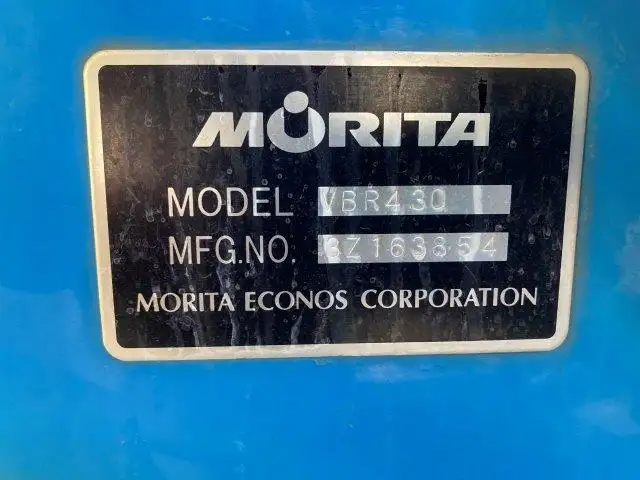 MORITA
MODEL VBR430
MFG.NO. 3Z163854
MORITA ECONOS CORPORATION